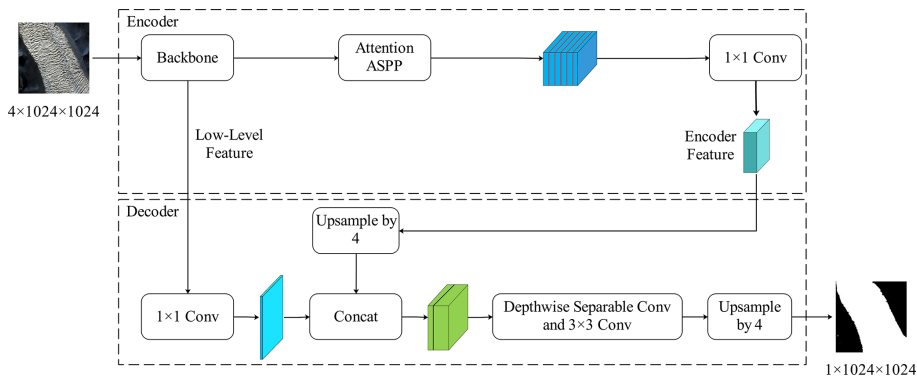 Encoder
Backbone
Attention
ASPP
1×1 Conv
4×1024×1024
Low-Level
Feature
Encoder
Feature
Decoder
Upsample by
4
1×1 Conv
Concat
Depthwise Separable Conv
and 3×3 Conv
Upsample
by 4
1×1024×1024